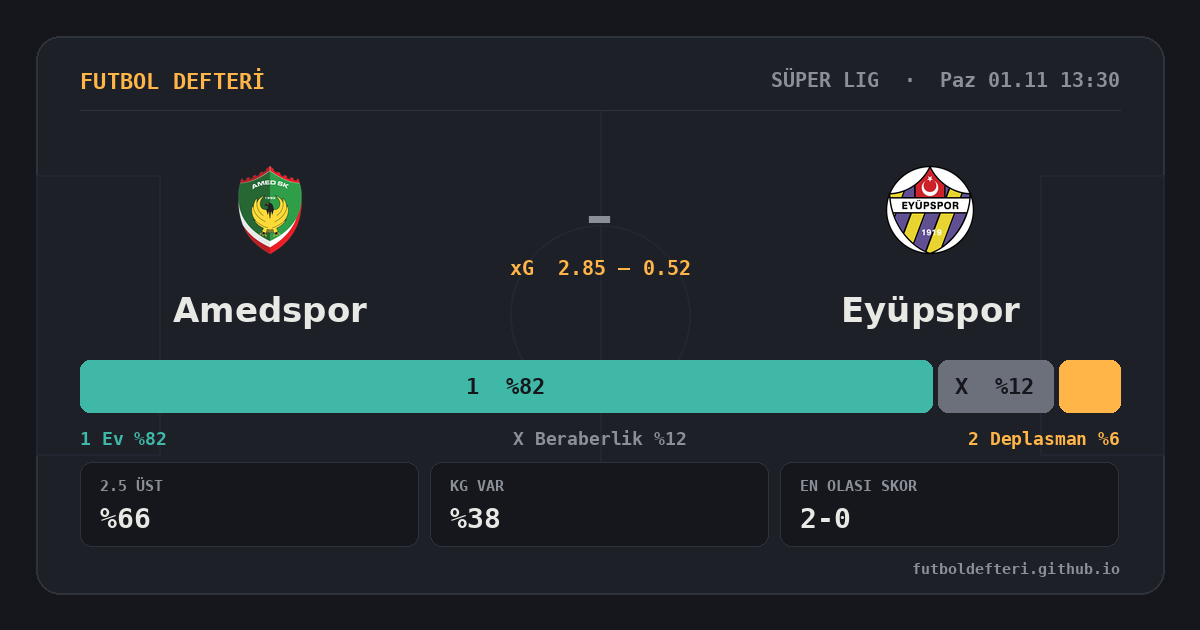 FUTBOL DEFTERİ
SÜPER LIG · Paz 01.11 13:30
AMED SK
EYÜPSPOR
1919
–
xG 2.85 – 0.52
Amedspor
Eyüpspor
1 %82
X %12
1 Ev %82
X Beraberlik %12
2 Deplasman %6
2.5 ÜST
KG VAR
EN OLASI SKOR
%66
%38
2-0
futboldefteri.github.io